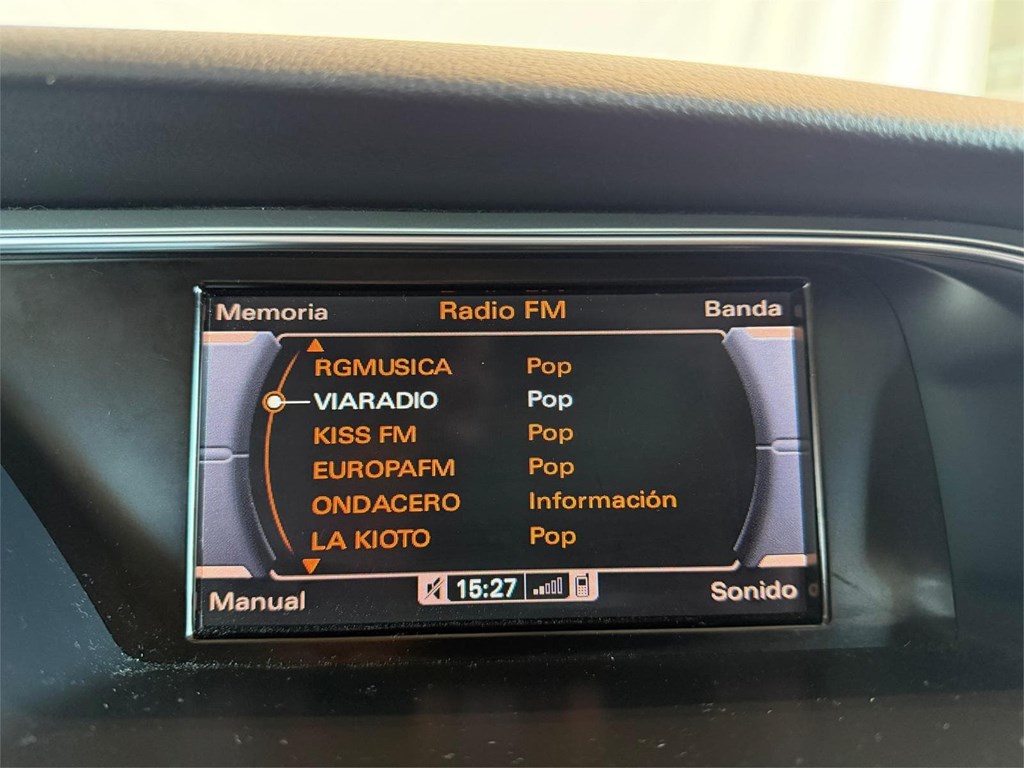 Memoria Radio FM Banda
RGMUSICA Pop
VIARADIO Pop
KISS FM Pop
EUROPAFM Pop
ONDACERO Información
LA KIOTO Pop
Manual 15:27 Sonido